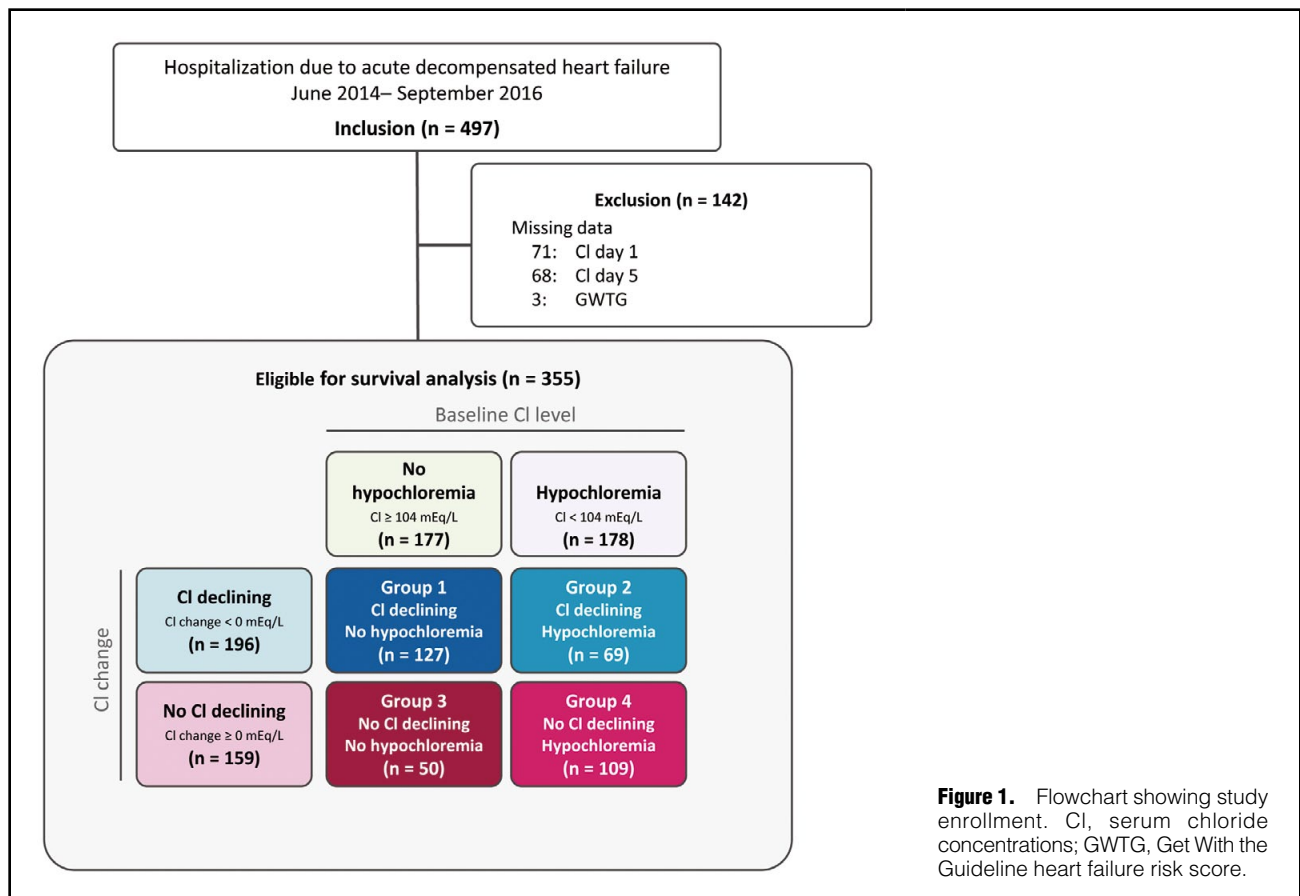 Hospitalization due to acute decompensated heart failure
June 2014– September 2016
Inclusion (n = 497)
Exclusion (n = 142)
Missing data
71: Cl day 1
68: Cl day 5
3: GWTG
Eligible for survival analysis (n = 355)
Baseline Cl level
No
hypochloremia
Cl ≥ 104 mEq/L
(n = 177)
Hypochloremia
Cl < 104 mEq/L
(n = 178)
Cl change
Cl declining
Cl change < 0 mEq/L
(n = 196)
Group 1
Cl declining
No hypochloremia
(n = 127)
Group 2
Cl declining
Hypochloremia
(n = 69)
No Cl declining
Cl change ≥ 0 mEq/L
(n = 159)
Group 3
No Cl declining
No hypochloremia
(n = 50)
Group 4
No Cl declining
Hypochloremia
(n = 109)
Figure 1. Flowchart showing study
enrollment. Cl, serum chloride
concentrations; GWTG, Get With the
Guideline heart failure risk score.